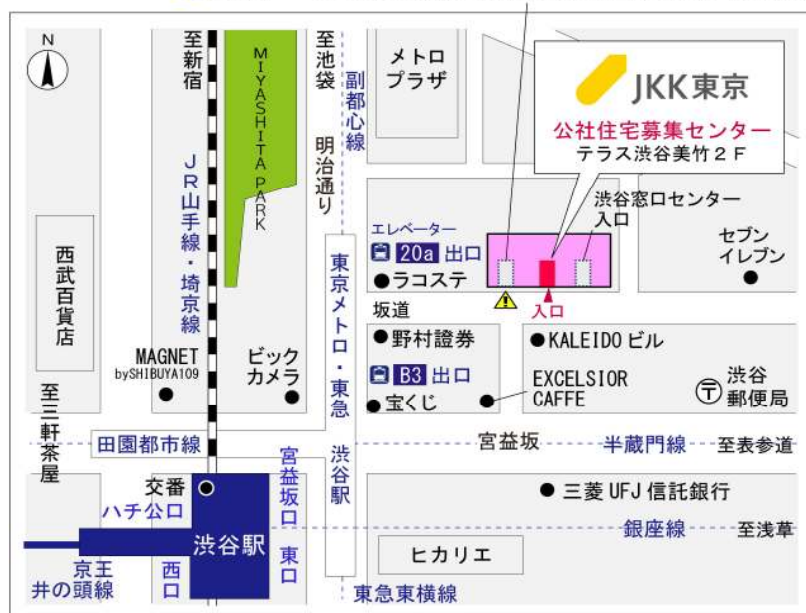 N
至新宿
MIYASHITA PARK
至池袋
副都心線
明治通り
メトロ
プラザ
JKK東京
公社住宅募集センター
テラス渋谷美竹2F
JR山手線・埼京線
渋谷窓口センター
入口
エレベーター
20a 出口
ラコステ
セブン
イレブン
西武百貨店
東京メトロ・東急 渋谷駅
坂道
入口
野村證券
KALEIDO ビル
MAGNET
bySHIBUYA109
ビック
カメラ
B3 出口
EXCELSIOR
CAFFE
渋谷
郵便局
宝くじ
至三軒茶屋
田園都市線
宮益坂
半蔵門線
至表参道
交番
宮益坂口
ハチ公口
三菱 UFJ 信託銀行
渋谷駅
銀座線
至浅草
東口
西口
ヒカリエ
京王
井の頭線
東急東横線